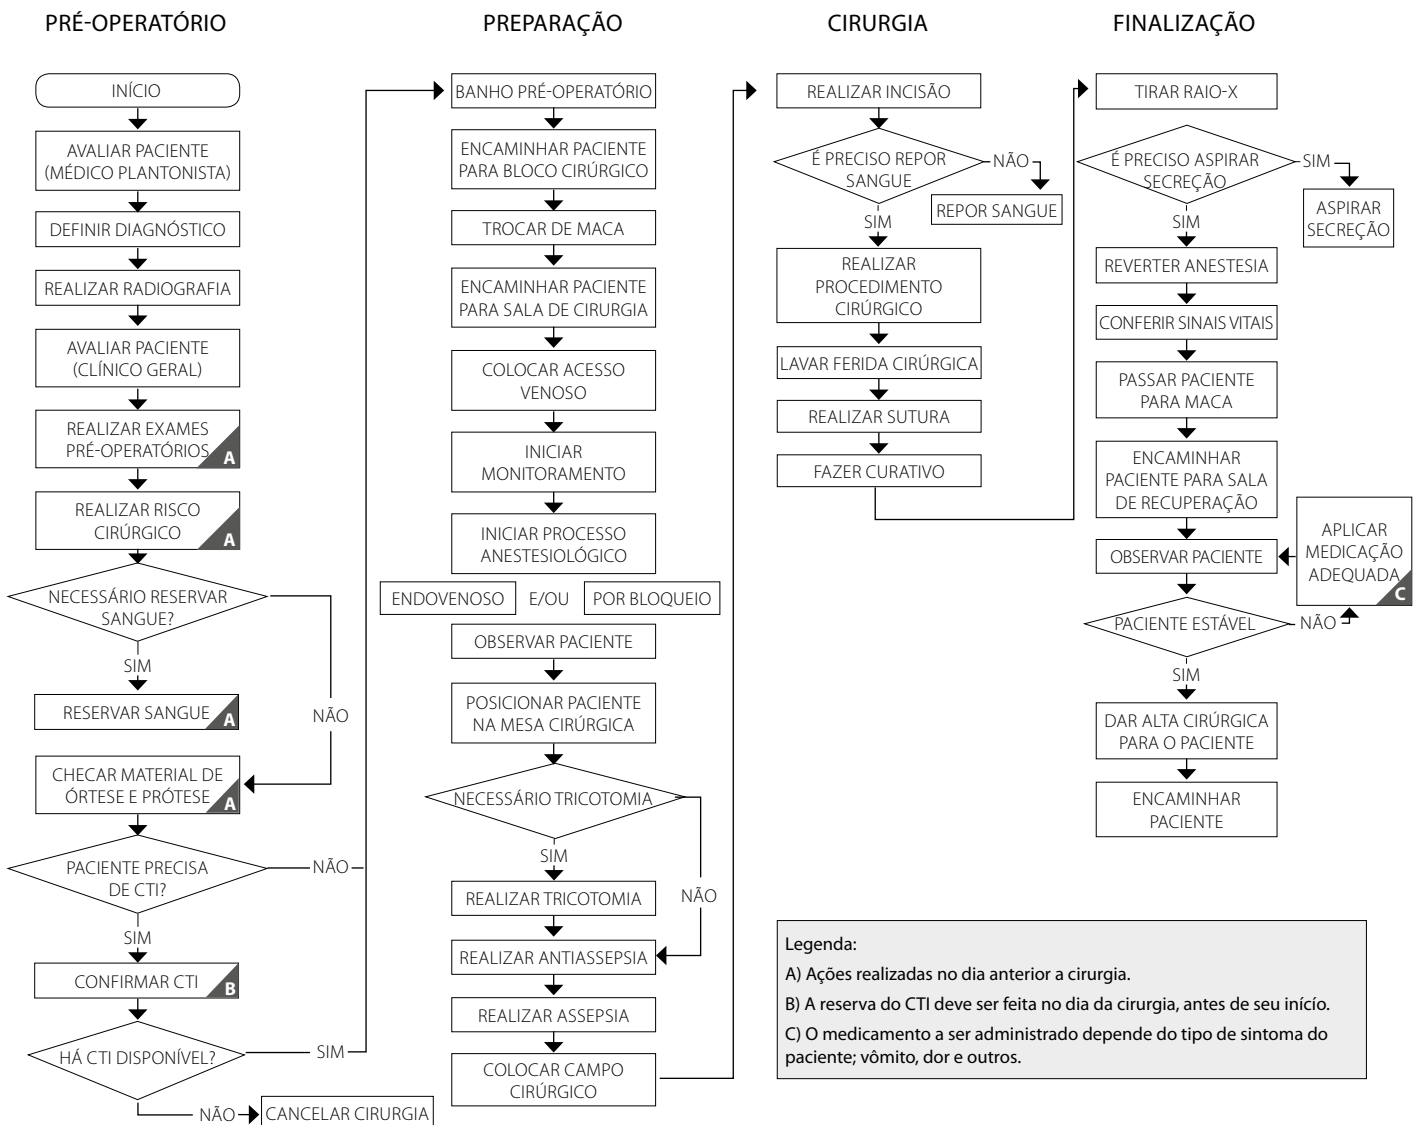 PRÉ-OPERATÓRIO
INÍCIO
AVALIAR PACIENTE
(MÉDICO PLANTONISTA)
DEFINIR DIAGNÓSTICO
REALIZAR RADIOGRAFIA
AVALIAR PACIENTE
(CLÍNICO GERAL)
REALIZAR EXAMES
PRÉ-OPERATÓRIOS
A
REALIZAR RISCO
CIRÚRGICO
A
NECESSÁRIO RESERVAR
SANGUE?
SIM
NÃO
RESERVAR SANGUE
A
CHECAR MATERIAL DE
ÓRTESE E PRÓTESE
A
PACIENTE PRECISA
DE CTI?
NÃO
SIM
CONFIRMAR CTI
B
HÁ CTI DISPONÍVEL?
SIM
NÃO
CANCELAR CIRURGIA
PREPARAÇÃO
BANHO PRÉ-OPERATÓRIO
ENCAMINHAR PACIENTE
PARA BLOCO CIRÚRGICO
TROCAR DE MACA
ENCAMINHAR PACIENTE
PARA SALA DE CIRURGIA
COLOCAR ACESSO
VENOSO
INICIAR
MONITORAMENTO
INICIAR PROCESSO
ANESTESIOLÓGICO
ENDOVENOSO E/OU POR BLOQUEIO
OBSERVAR PACIENTE
POSICIONAR PACIENTE
NA MESA CIRÚRGICA
NECESSÁRIO TRICOTOMIA
SIM
NÃO
REALIZAR TRICOTOMIA
REALIZAR ANTIASSEPSIA
REALIZAR ASSEPSIA
COLOCAR CAMPO
CIRÚRGICO
CIRURGIA
REALIZAR INCISÃO
É PRECISO REPOR
SANGUE
NÃO
REPOR SANGUE
SIM
REALIZAR
PROCEDIMENTO
CIRÚRGICO
LAVAR FERIDA CIRÚRGICA
REALIZAR SUTURA
FAZER CURATIVO
FINALIZAÇÃO
TIRAR RAIO-X
É PRECISO ASPIRAR
SECREÇÃO
SIM
ASPIRAR
SECREÇÃO
SIM
REVERTER ANESTESIA
CONFERIR SINAIS VITAIS
PASSAR PACIENTE
PARA MACA
ENCAMINHAR
PACIENTE PARA SALA
DE RECUPERAÇÃO
OBSERVAR PACIENTE
APLICAR
MEDICAÇÃO
ADEQUADA
C
PACIENTE ESTÁVEL
NÃO
SIM
DAR ALTA CIRÚRGICA
PARA O PACIENTE
ENCAMINHAR
PACIENTE
Legenda:
A) Ações realizadas no dia anterior a cirurgia.
B) A reserva do CTI deve ser feita no dia da cirurgia, antes de seu início.
C) O medicamento a ser administrado depende do tipo de sintoma do
paciente; vômito, dor e outros.